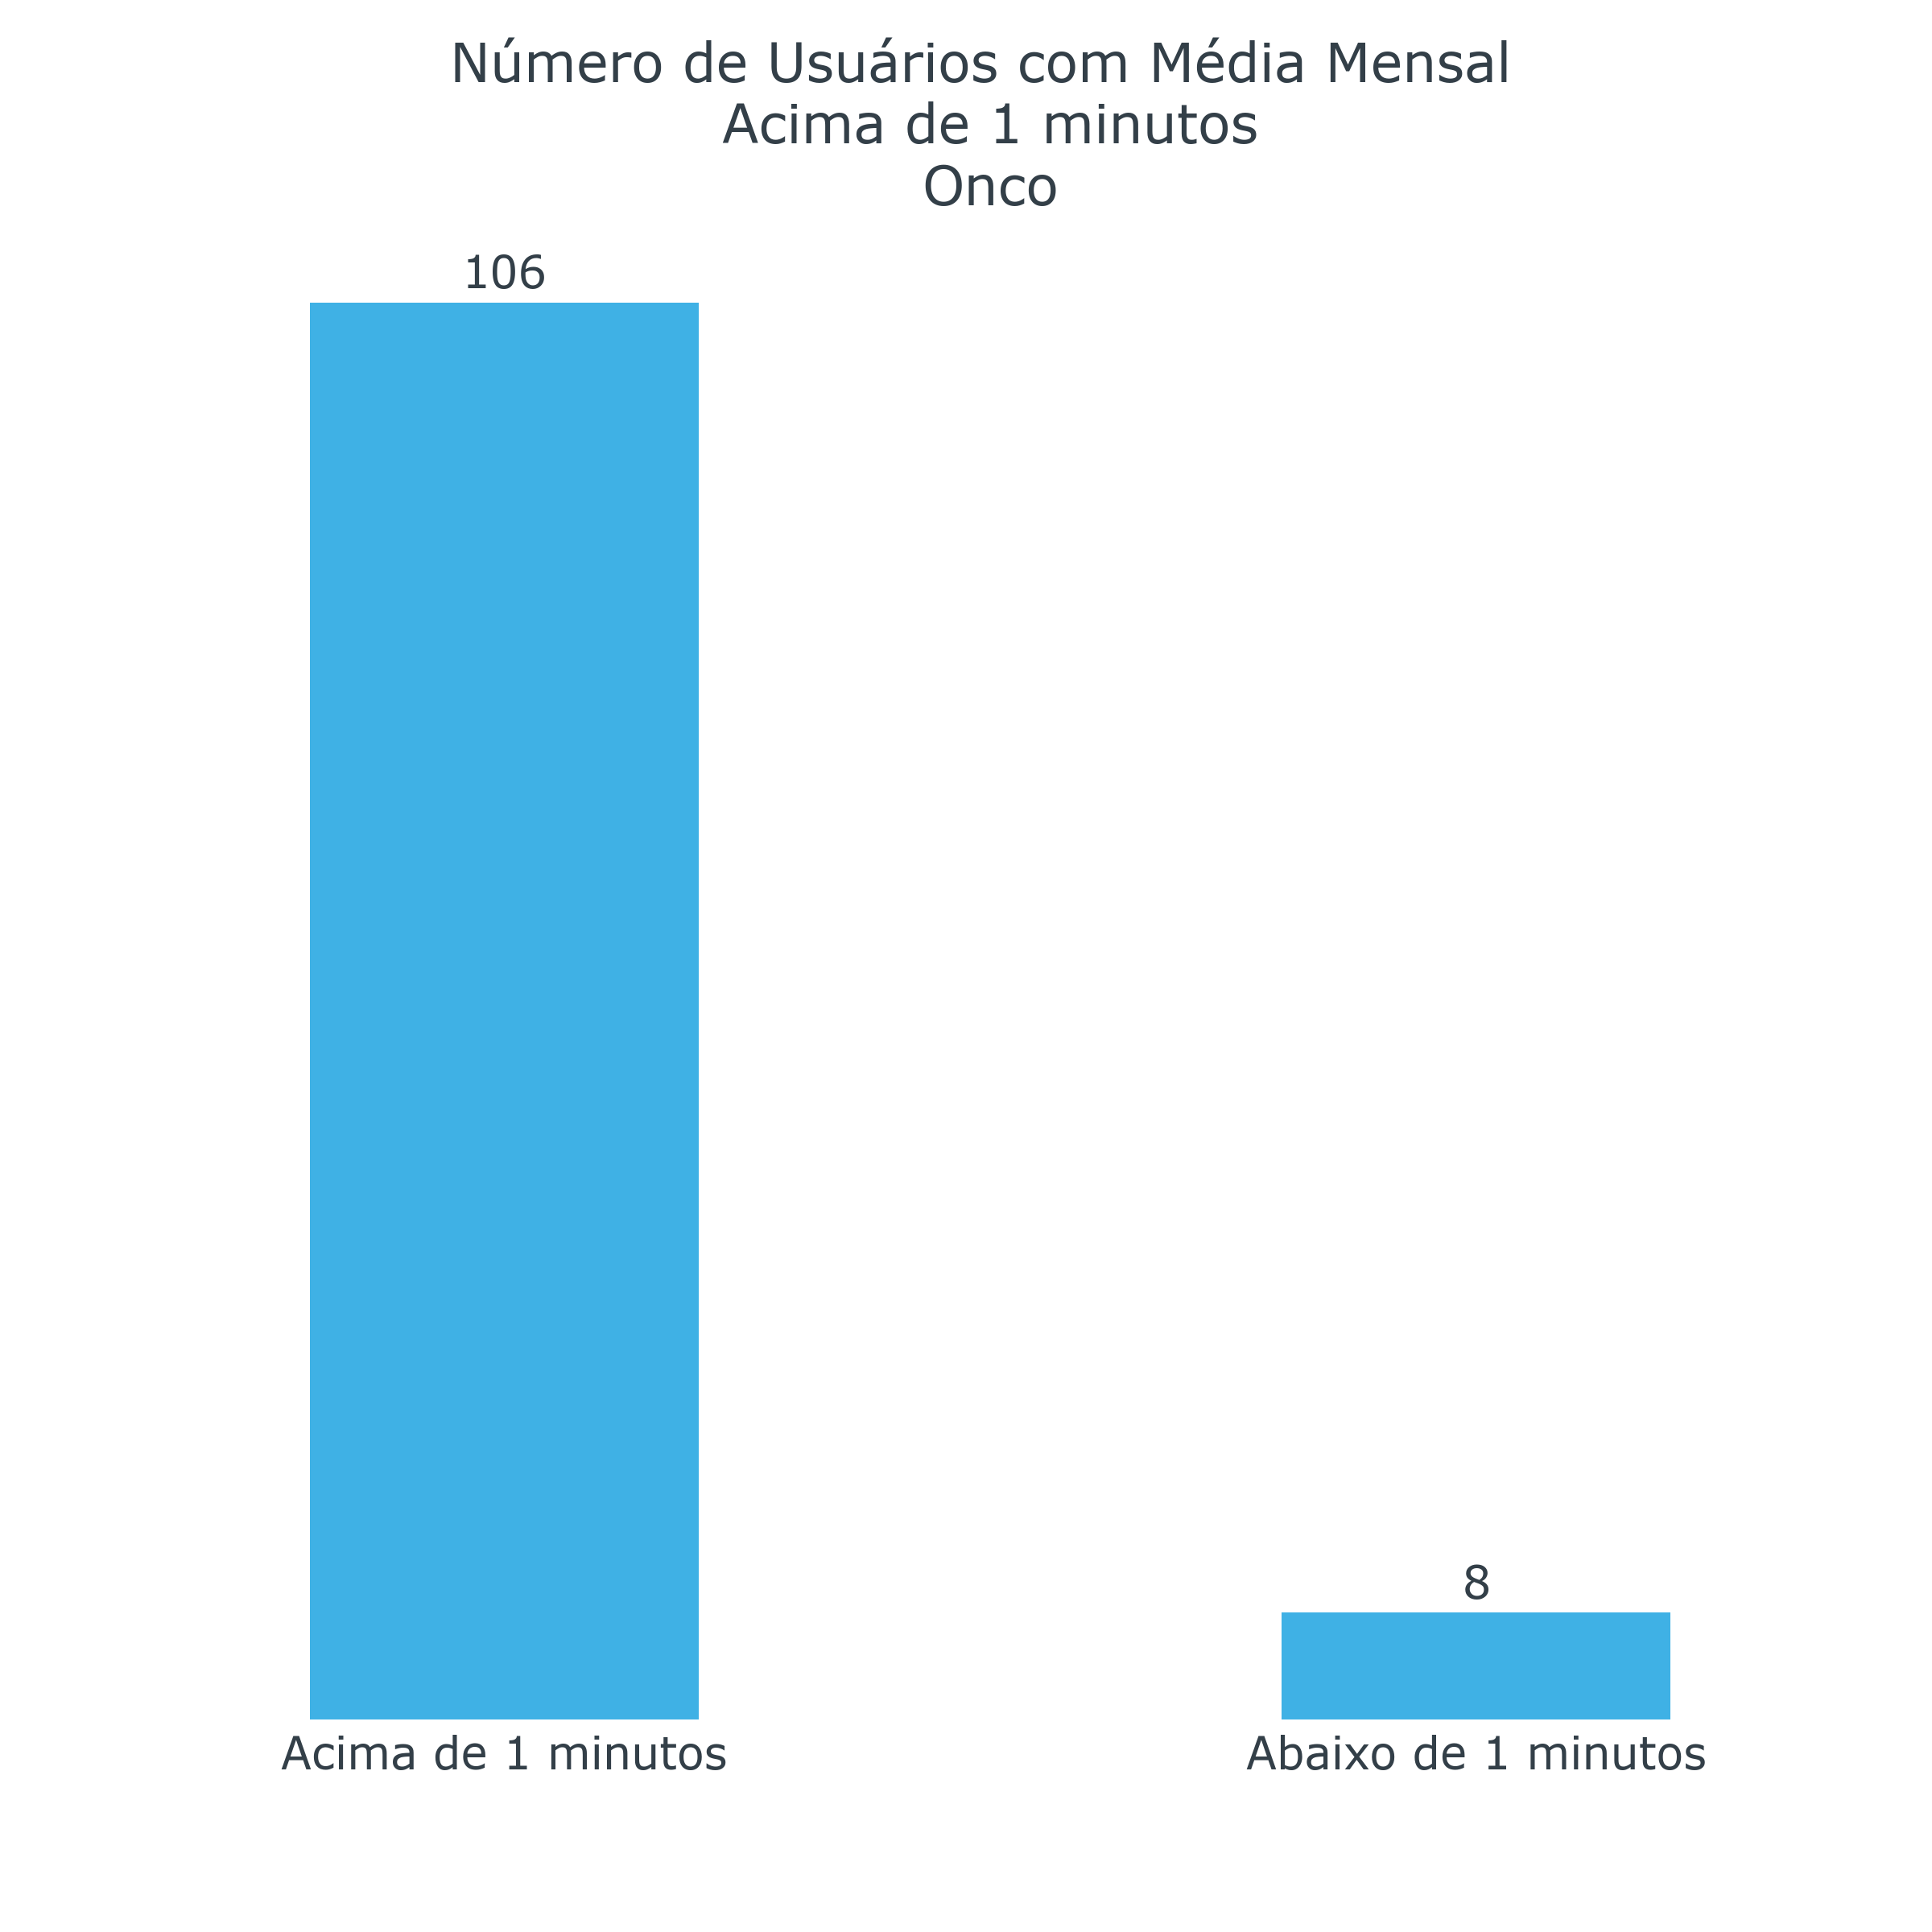 Número de Usuários com Média Mensal
Acima de 1 minutos
Onco
106
8
Acima de 1 minutos
Abaixo de 1 minutos